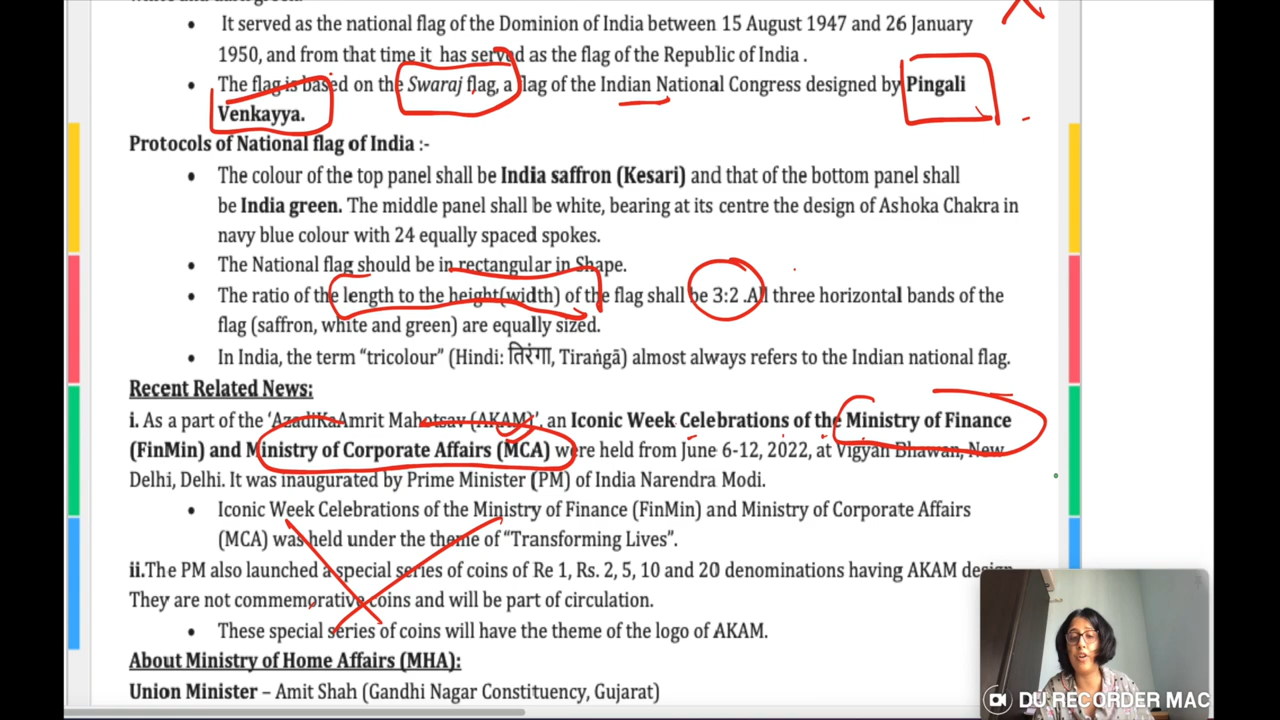 It served as the national flag of the Dominion of India between 15 August 1947 and 26 January
1950, and from that time it has served as the flag of the Republic of India .
The flag is based on the Swaraj flag, a flag of the Indian National Congress designed by Pingali
Venkayya.
Protocols of National flag of India :-
The colour of the top panel shall be India saffron (Kesari) and that of the bottom panel shall
be India green. The middle panel shall be white, bearing at its centre the design of Ashoka Chakra in
navy blue colour with 24 equally spaced spokes.
The National flag should be in rectangular in Shape.
The ratio of the length to the height(width) of the flag shall be 3:2 .All three horizontal bands of the
flag (saffron, white and green) are equally sized.
In India, the term “tricolour” (Hindi: तिरंगा, Tiraṅgā) almost always refers to the Indian national flag.
Recent Related News:
i. As a part of the ‘AzadiKaAmrit Mahotsav (AKAM)’, an Iconic Week Celebrations of the Ministry of Finance
(FinMin) and Ministry of Corporate Affairs (MCA) were held from June 6-12, 2022, at Vigyan Bhawan, New
Delhi, Delhi. It was inaugurated by Prime Minister (PM) of India Narendra Modi.
Iconic Week Celebrations of the Ministry of Finance (FinMin) and Ministry of Corporate Affairs
(MCA) was held under the theme of “Transforming Lives”.
ii.The PM also launched a special series of coins of Re 1, Rs. 2, 5, 10 and 20 denominations having AKAM design.
They are not commemorative coins and will be part of circulation.
These special series of coins will have the theme of the logo of AKAM.
About Ministry of Home Affairs (MHA):
Union Minister – Amit Shah (Gandhi Nagar Constituency, Gujarat)
DU RECORDER MAC